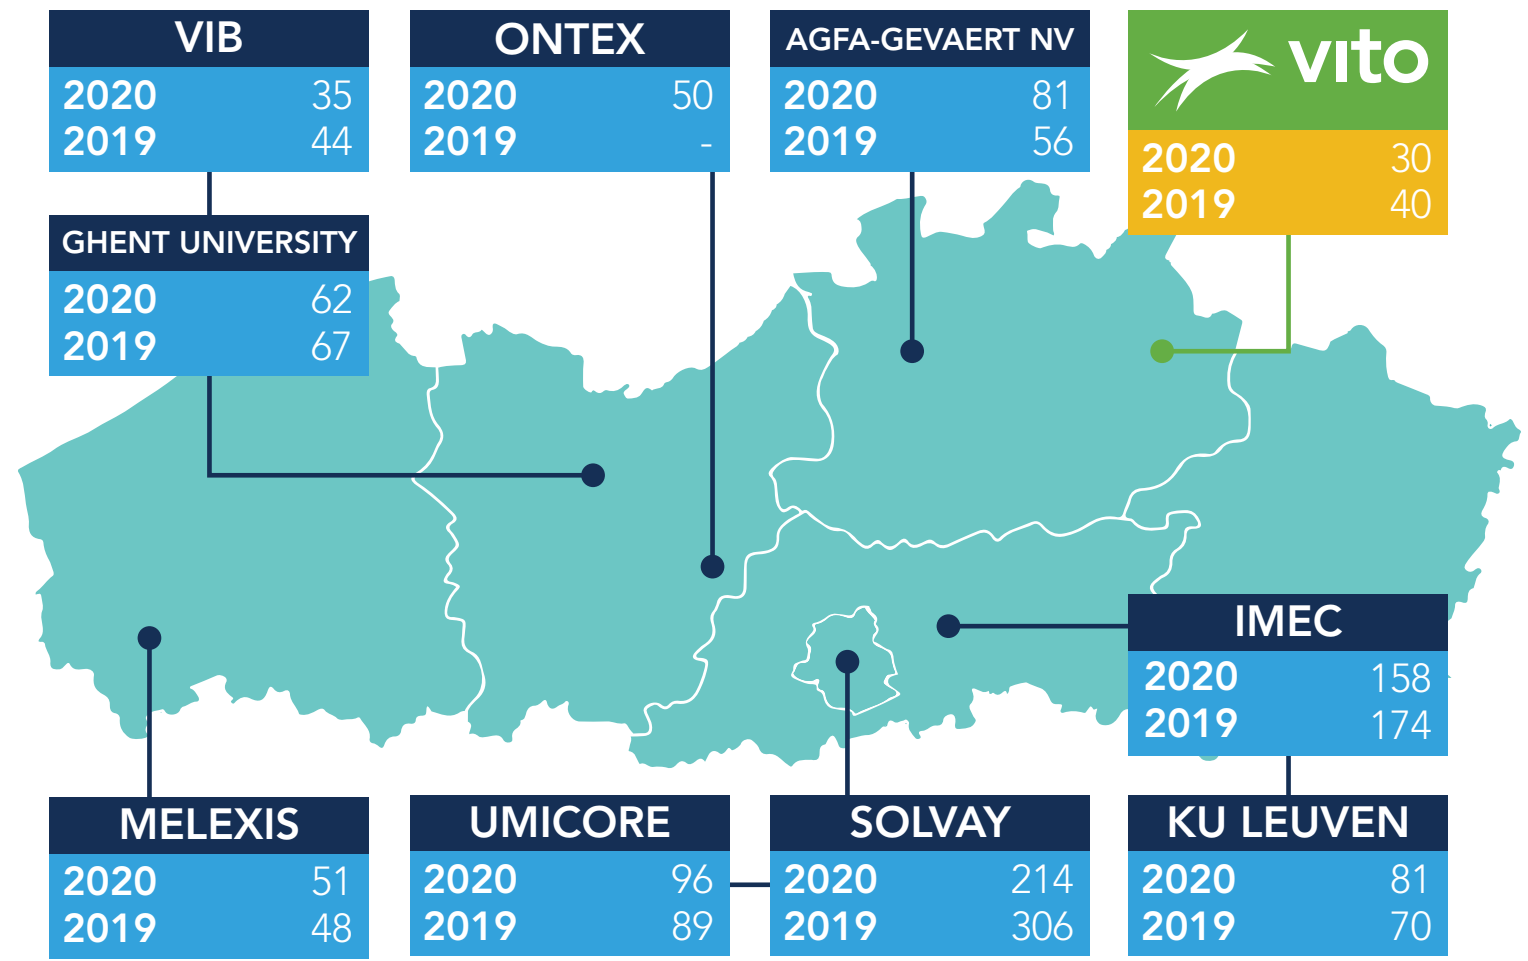 VIB
2020 35
2019 44
ONTEX
2020 50
2019 -
AGFA-GEVAERT NV
2020 81
2019 56
vito
2020 30
2019 40
GHENT UNIVERSITY
2020 62
2019 67
IMEC
2020 158
2019 174
MELEXIS
2020 51
2019 48
UMICORE
2020 96
2019 89
SOLVAY
2020 214
2019 306
KU LEUVEN
2020 81
2019 70